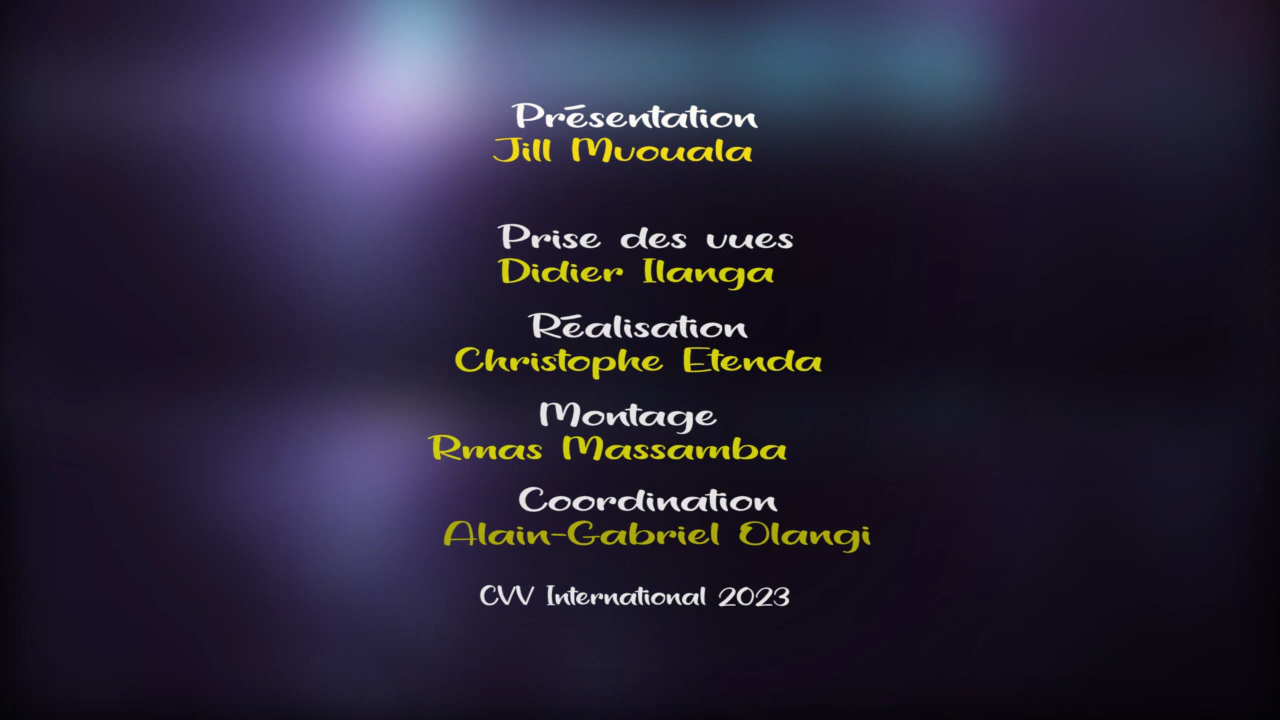 Présentation
Jill Mvouala
Prise des vues
Didier Ilanga
Réalisation
Christophe Etenda
Montage
Rmas Massamba
Coordination
Alain-Gabriel Olangi
CVV International 2023